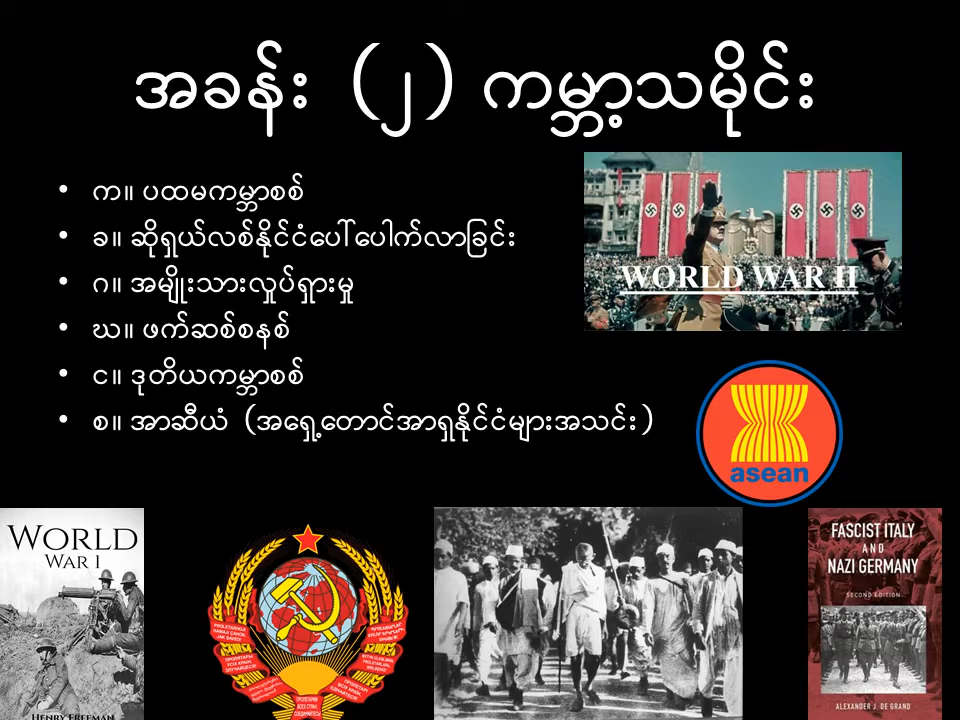 အခန်း (၂) ကမ္ဘာ့သမိုင်း
• က။ ပထမကမ္ဘာစစ်
• ခ။ ဆိုရှယ်လစ်နိုင်ငံပေါ်ပေါက်လာခြင်း
• ဂ။ အမျိုးသားလှုပ်ရှားမှု
• ဃ။ ဖက်ဆစ်စနစ်
• င။ ဒုတိယကမ္ဘာစစ်
• စ။ အာဆီယံ (အရှေ့တောင်အာရှနိုင်ငံများအသင်း)
WORLD WAR II
asean
WORLD
WAR 1
HENRY FREEMAN
FASCIST ITALY
AND
NAZI GERMANY
SECOND EDITION
ALEXANDER J. DE GRAND